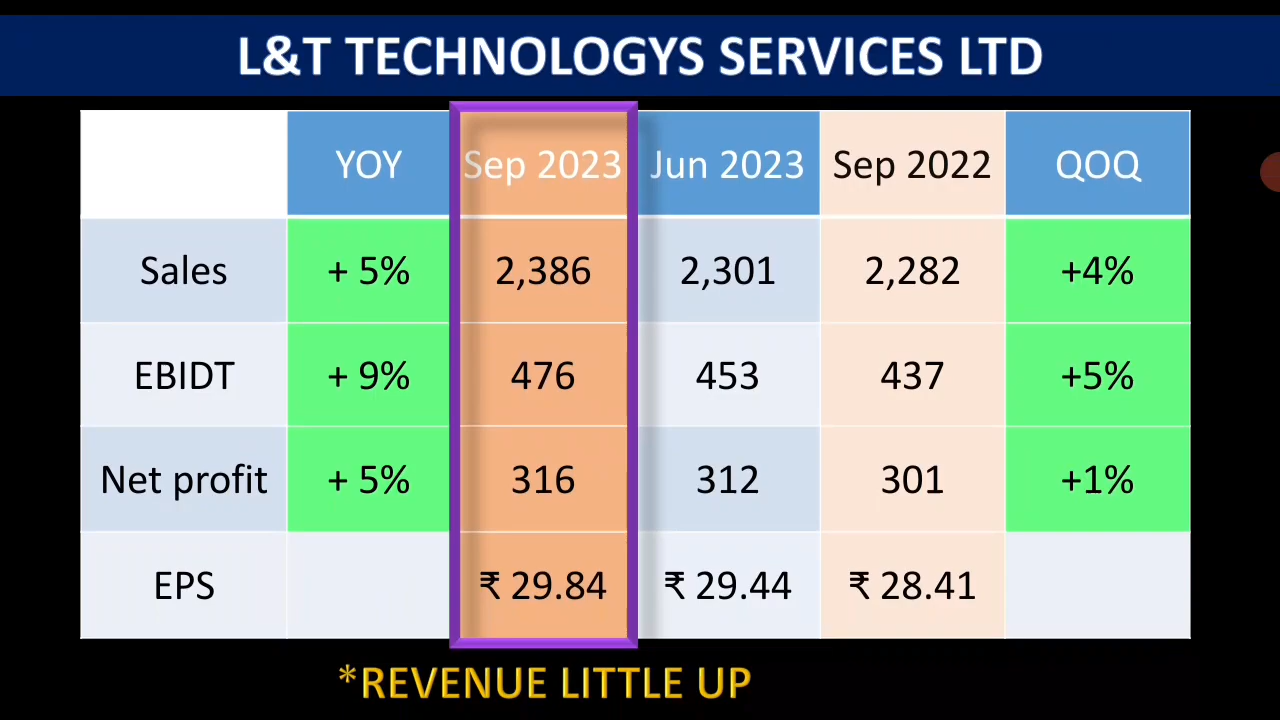 L&T TECHNOLOGYS SERVICES LTD
YOY Sep 2023 Jun 2023 Sep 2022 QOQ
Sales + 5% 2,386 2,301 2,282 +4%
EBIDT + 9% 476 453 437 +5%
Net profit + 5% 316 312 301 +1%
EPS ₹ 29.84 ₹ 29.44 ₹ 28.41
*REVENUE LITTLE UP